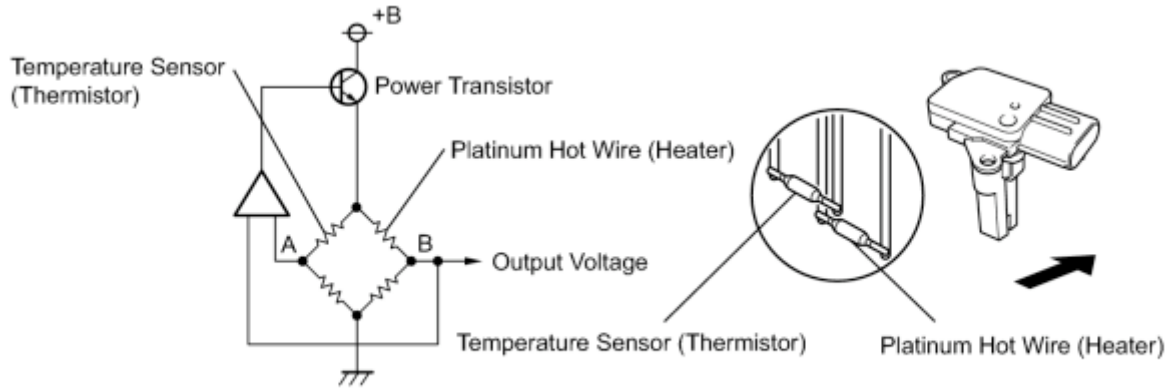 +B
Temperature Sensor
(Thermistor)
Power Transistor
Platinum Hot Wire (Heater)
A
B
Output Voltage
Temperature Sensor (Thermistor)
Platinum Hot Wire (Heater)